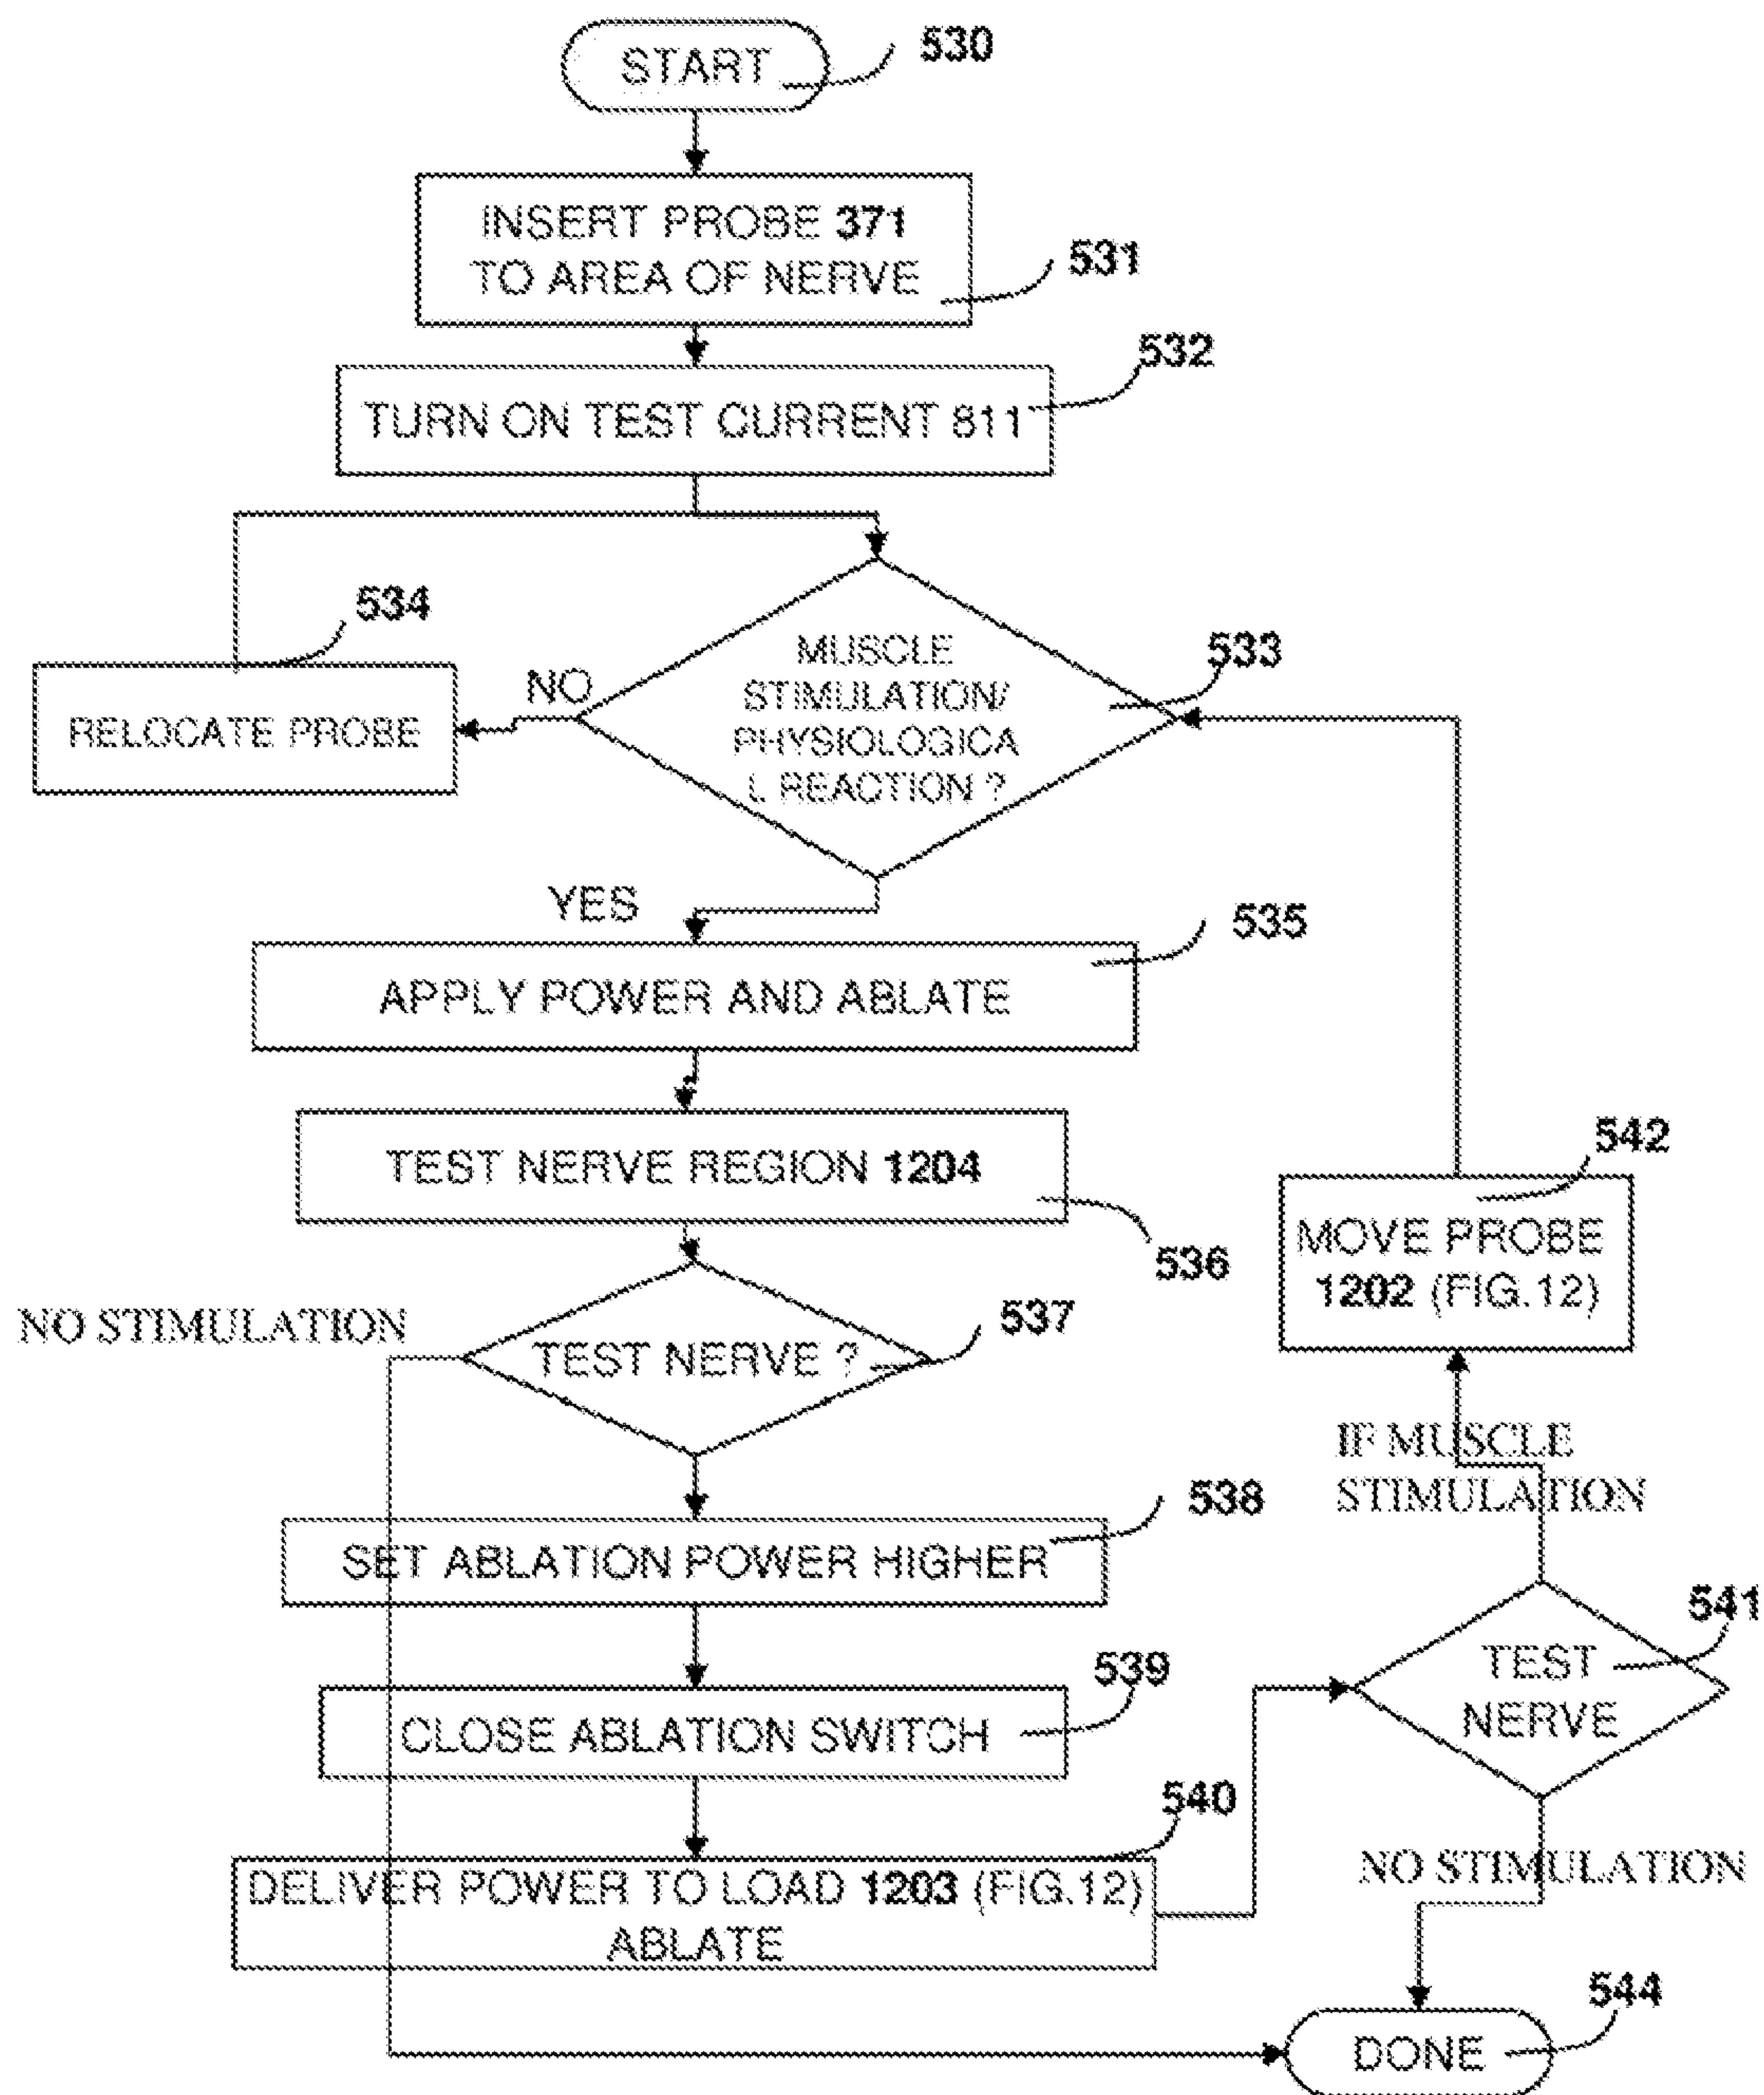 START
530
INSERT PROBE 371
TO AREA OF NERVE
531
532
TURN ON TEST CURRENT 811
534
MUSCLE
STIMULATION/
PHYSIOLOGICA
L REACTION ?
533
NO
RELOCATE PROBE
YES
535
APPLY POWER AND ABLATE
TEST NERVE REGION 1204
536
542
MOVE PROBE
1202 (FIG.12)
NO STIMULATION
TEST NERVE ?
537
IF MUSCLE
STIMULATION
538
SET ABLATION POWER HIGHER
541
TEST
NERVE
539
CLOSE ABLATION SWITCH
540
DELIVER POWER TO LOAD 1203 (FIG.12)
ABLATE
NO STIMULATION
544
DONE